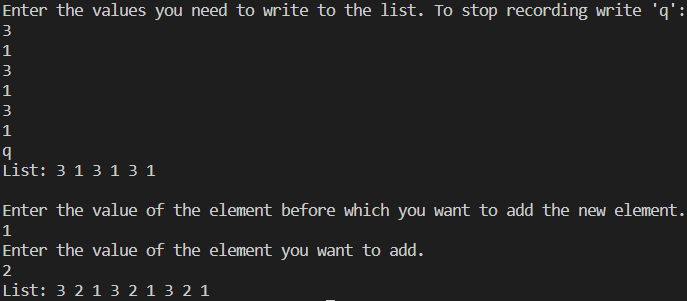 Enter the values you need to write to the list. To stop recording write 'q':
3
1
3
1
3
1
q
List: 3 1 3 1 3 1
Enter the value of the element before which you want to add the new element.
1
Enter the value of the element you want to add.
2
List: 3 2 1 3 2 1 3 2 1